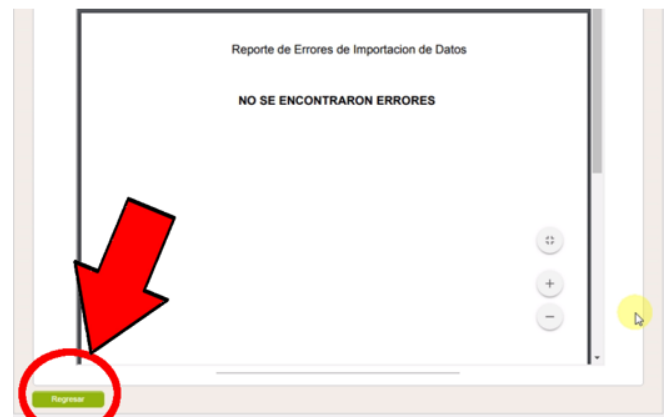 Reporte de Errores de Importacion de Datos
NO SE ENCONTRARON ERRORES
Regresar